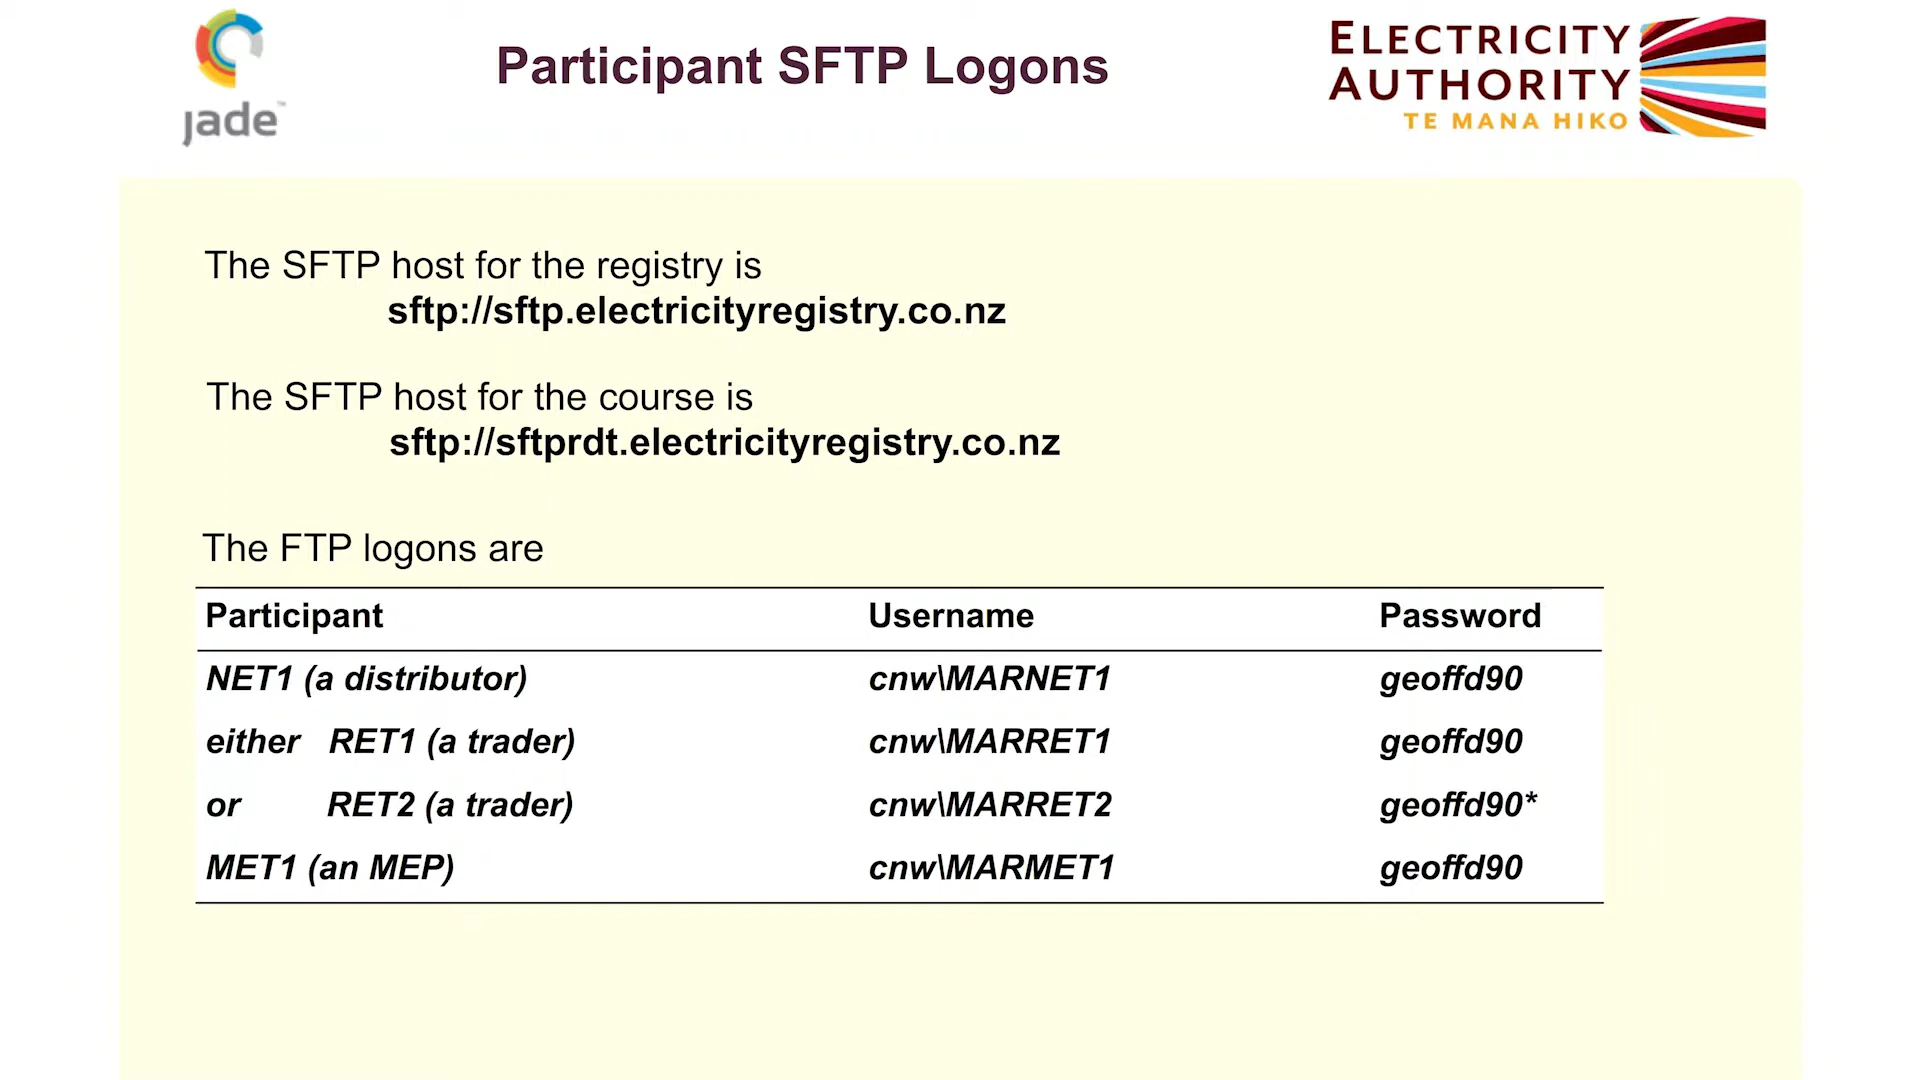 jade™
Participant SFTP Logons
ELECTRICITY
AUTHORITY
TE MANA HIKO
The SFTP host for the registry is
sftp://sftp.electricityregistry.co.nz
The SFTP host for the course is
sftp://sftprdt.electricityregistry.co.nz
The FTP logons are
Participant Username Password
NET1 (a distributor) cnw\MARNET1 geoffd90
either RET1 (a trader) cnw\MARRET1 geoffd90
or RET2 (a trader) cnw\MARRET2 geoffd90*
MET1 (an MEP) cnw\MARMET1 geoffd90